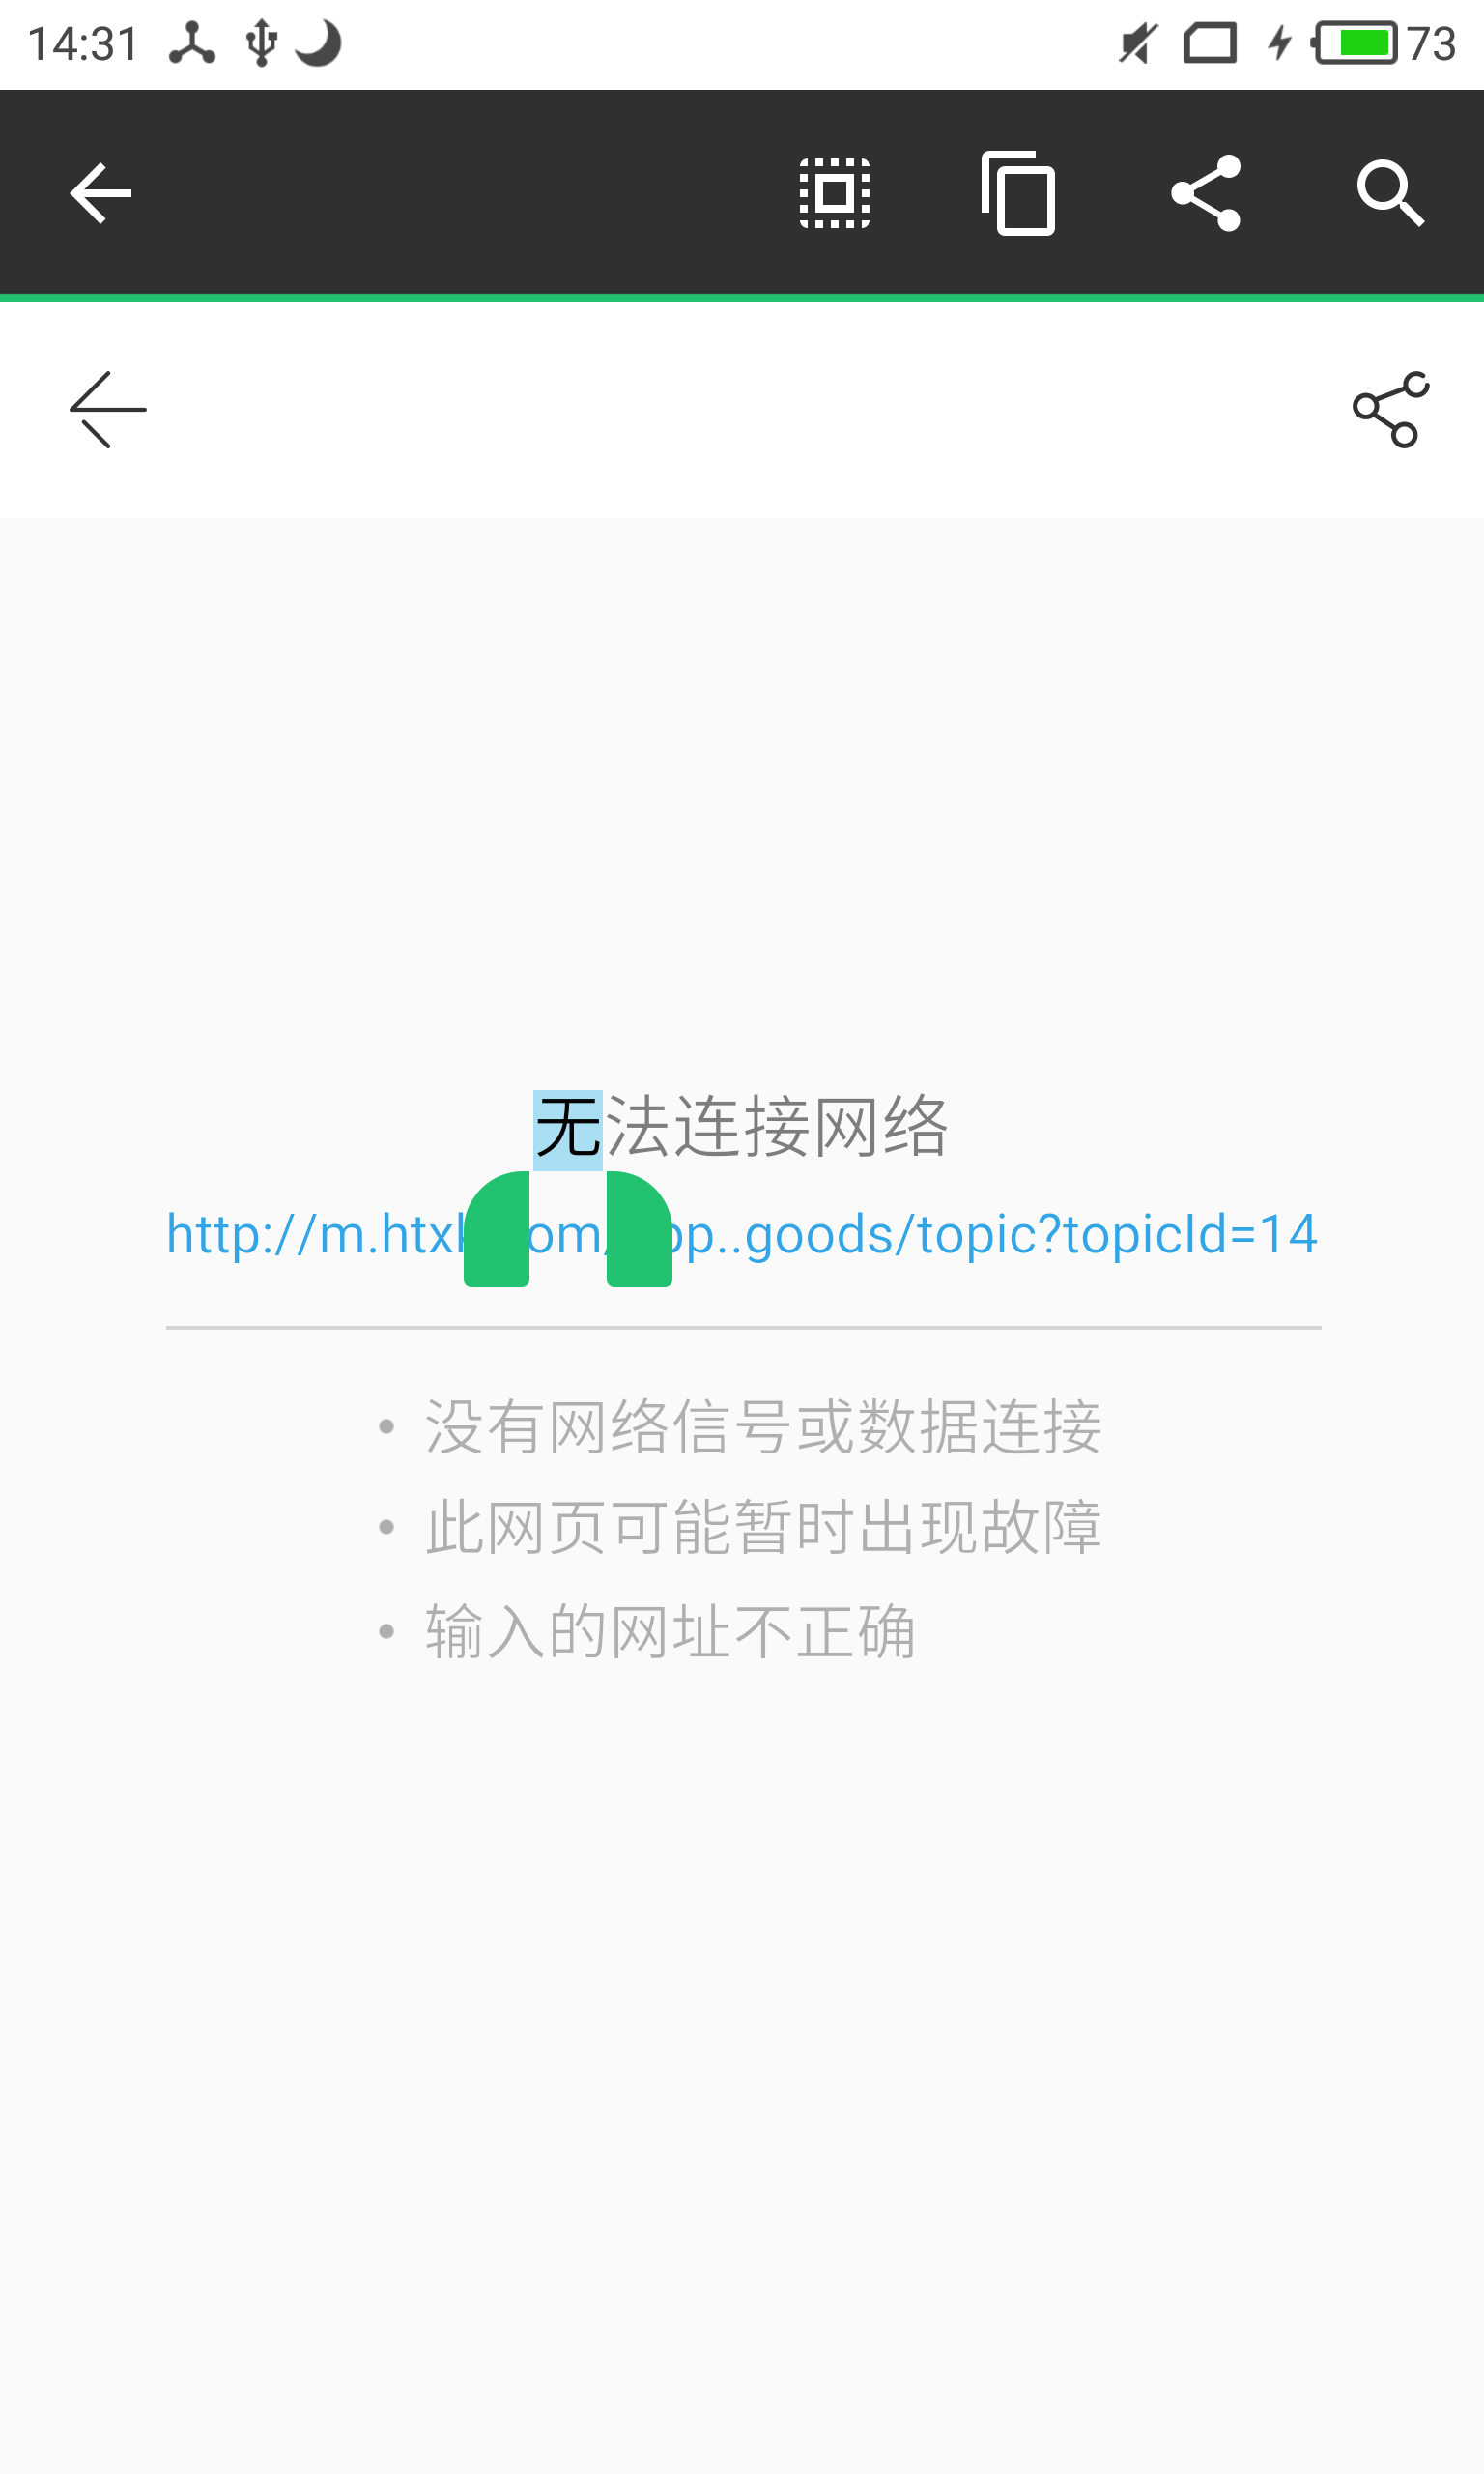 14:31
73
无法连接网络
http://m.htx om/ p..goods/topic?topicId=14
没有网络信号或数据连接
此网页可能暂时出现故障
输入的网址不正确